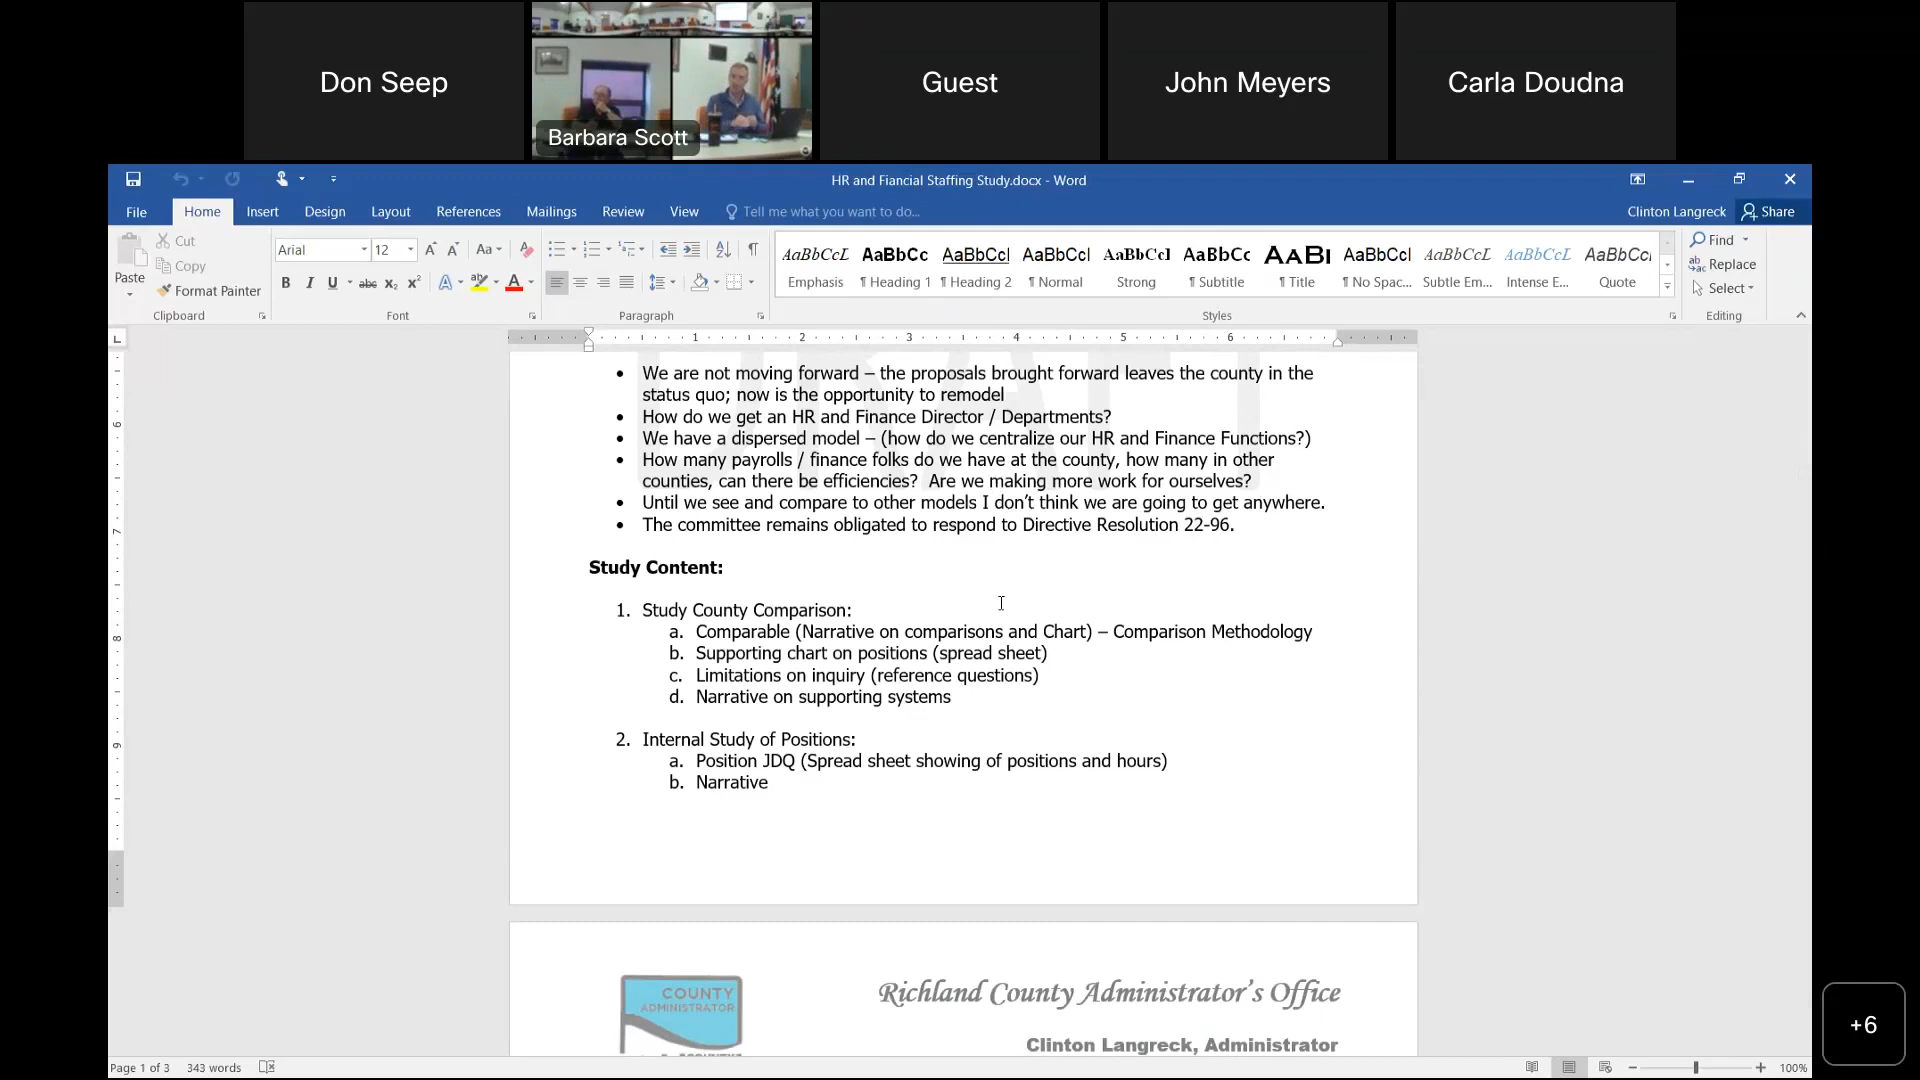 Don Seep
Barbara Scott
Guest
John Meyers
Carla Doudna
HR and Fiancial Staffing Study.docx - Word
File Home Insert Design Layout References Mailings Review View Tell me what you want to do... Clinton Langreck Share
Paste
Cut
Copy
Format Painter
Clipboard
Arial 12
Font
Paragraph
AaBbCcL AaBbCc AaBbCcI AaBbCcI AaBbCcI AaBbCc AaBI AaBbCcI AaBbCcL AaBbCcL AaBbCcI
Emphasis ¶ Heading 1 ¶ Heading 2 ¶ Normal Strong ¶ Subtitle ¶ Title ¶ No Spac... Subtle Em... Intense E... Quote
Styles
Find
Replace
Select
Editing
1 2 3 4 5 6
• We are not moving forward – the proposals brought forward leaves the county in the
status quo; now is the opportunity to remodel
• How do we get an HR and Finance Director / Departments?
• We have a dispersed model – (how do we centralize our HR and Finance Functions?)
• How many payrolls / finance folks do we have at the county, how many in other
counties, can there be efficiencies? Are we making more work for ourselves?
• Until we see and compare to other models I don’t think we are going to get anywhere.
• The committee remains obligated to respond to Directive Resolution 22-96.
Study Content:
1. Study County Comparison:
a. Comparable (Narrative on comparisons and Chart) – Comparison Methodology
b. Supporting chart on positions (spread sheet)
c. Limitations on inquiry (reference questions)
d. Narrative on supporting systems
2. Internal Study of Positions:
a. Position JDQ (Spread sheet showing of positions and hours)
b. Narrative
COUNTY
ADMINISTRATOR
Richland County Administrator’s Office
Clinton Langreck, Administrator
+6
Page 1 of 3 343 words 100%